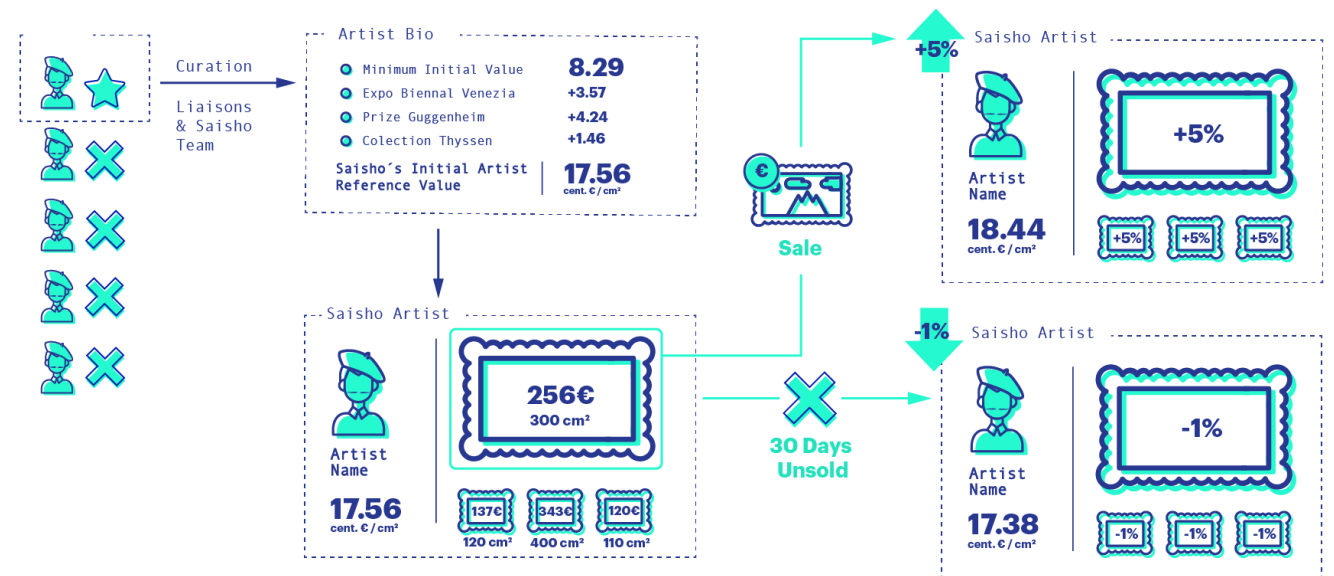 Curation
Liaisons
& Saisho
Team
Artist Bio
Minimum Initial Value 8.29
Expo Biennal Venezia +3.57
Prize Guggenheim +4.24
Colection Thyssen +1.46
Saisho´s Initial Artist
Reference Value
17.56
cent. € / cm²
Saisho Artist
Artist
Name
17.56
cent. € / cm²
256€
300 cm²
137€ 343€ 120€
120 cm² 400 cm² 110 cm²
€
Sale
30 Days
Unsold
+5%
Saisho Artist
Artist
Name
18.44
cent. € / cm²
+5%
+5% +5% +5%
-1%
Saisho Artist
Artist
Name
17.38
cent. € / cm²
-1%
-1% -1% -1%